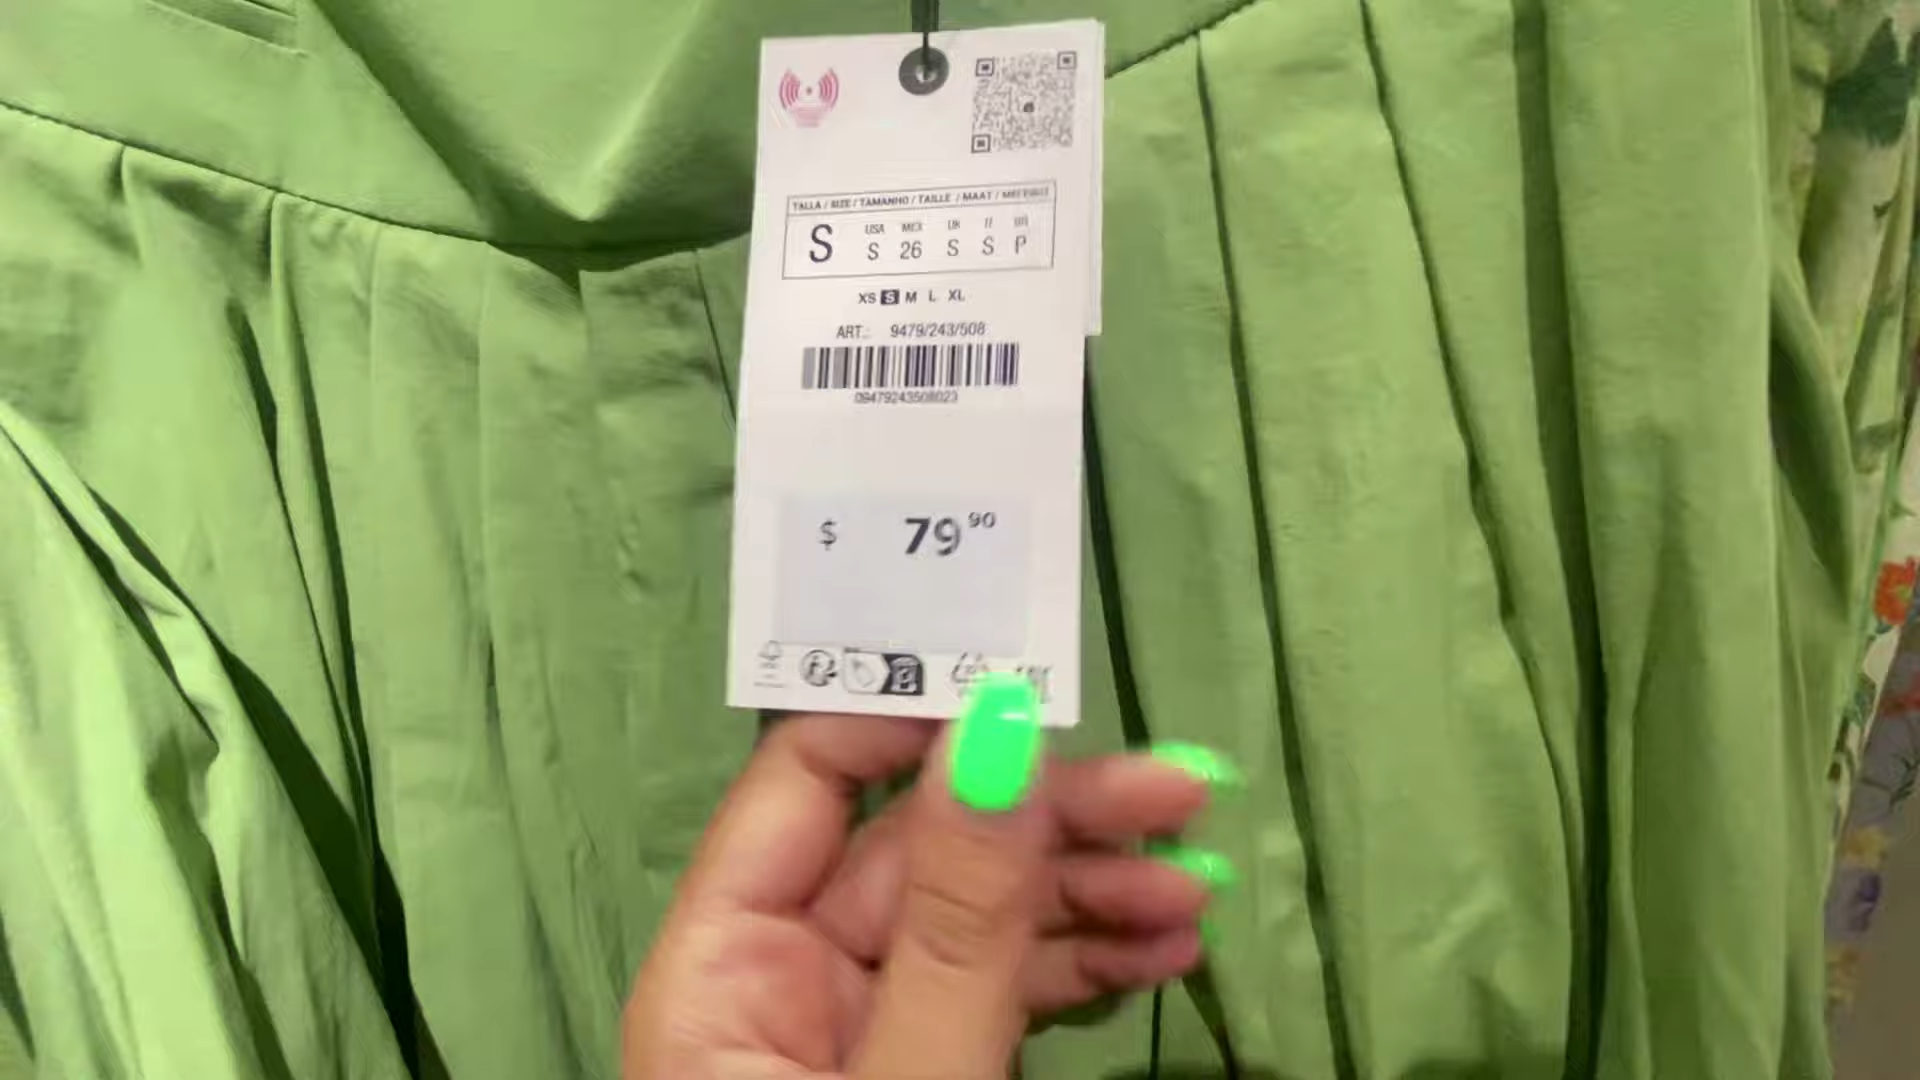 TALLA / SIZE / TAMANHO / TAILLE / MAAT /
S USA S MEX 26 UK S IT S P
XS S M L XL
ART.: 9479/243/508
09479243508023
$ 79 90